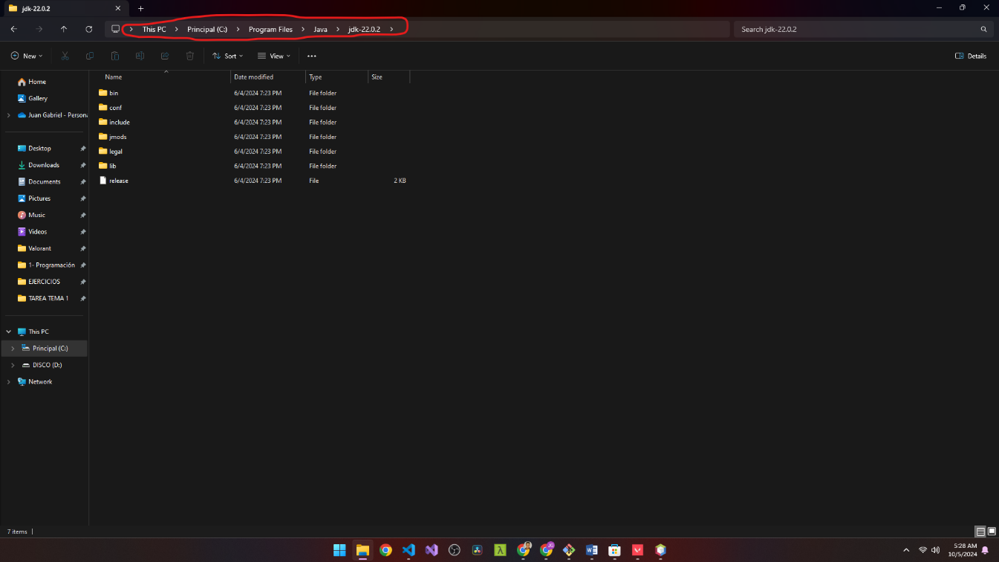 jdk-22.0.2
This PC Principal (C:) Program Files Java jdk-22.0.2
Search jdk-22.0.2
New Sort View Details
Name Date modified Type Size
bin 6/4/2024 7:23 PM File folder
conf 6/4/2024 7:23 PM File folder
include 6/4/2024 7:23 PM File folder
jmods 6/4/2024 7:23 PM File folder
legal 6/4/2024 7:23 PM File folder
lib 6/4/2024 7:23 PM File folder
release 6/4/2024 7:23 PM File 2 KB
Home
Gallery
Juan Gabriel - Persona
Desktop
Downloads
Documents
Pictures
Music
Videos
Valorant
1- Programación
EJERCICIOS
TAREA TEMA 1
This PC
Principal (C:)
DISCO (D:)
Network
7 items
JG
5:28 AM
10/5/2024